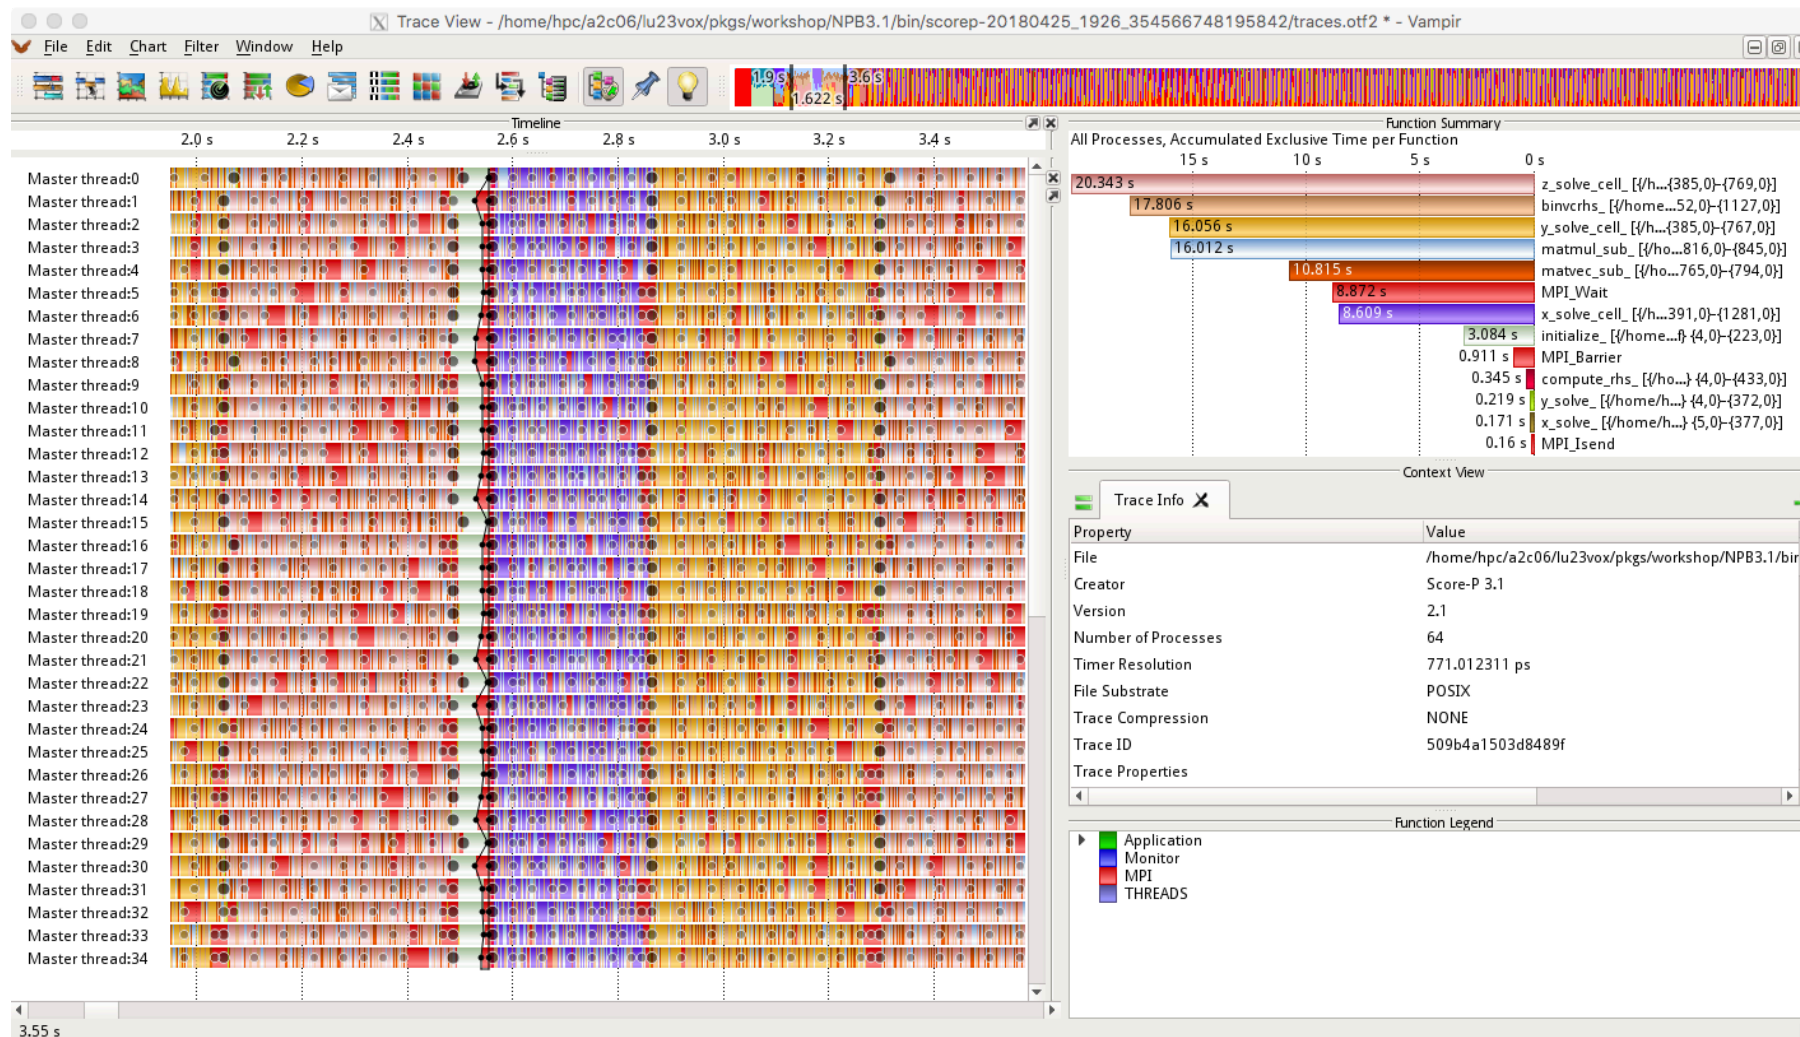 Trace View - /home/hpc/a2c06/lu23vox/pkgs/workshop/NPB3.1/bin/scorep-20180425_1926_354566748195842/traces.otf2 * - Vampir
File Edit Chart Filter Window Help
1.9 s 3.6 s
1.622 s
Timeline
2.0 s 2.2 s 2.4 s 2.6 s 2.8 s 3.0 s 3.2 s 3.4 s
Master thread:0
Master thread:1
Master thread:2
Master thread:3
Master thread:4
Master thread:5
Master thread:6
Master thread:7
Master thread:8
Master thread:9
Master thread:10
Master thread:11
Master thread:12
Master thread:13
Master thread:14
Master thread:15
Master thread:16
Master thread:17
Master thread:18
Master thread:19
Master thread:20
Master thread:21
Master thread:22
Master thread:23
Master thread:24
Master thread:25
Master thread:26
Master thread:27
Master thread:28
Master thread:29
Master thread:30
Master thread:31
Master thread:32
Master thread:33
Master thread:34
3.55 s
Function Summary
All Processes, Accumulated Exclusive Time per Function
15 s 10 s 5 s 0 s
20.343 s z_solve_cell_ [{/h...{385,0}-{769,0}]
17.806 s binvcrhs_ [{/home...52,0}-{1127,0}]
16.056 s y_solve_cell_ [{/h...{385,0}-{767,0}]
16.012 s matmul_sub_ [{/ho...816,0}-{845,0}]
10.815 s matvec_sub_ [{/ho...765,0}-{794,0}]
8.872 s MPI_Wait
8.609 s x_solve_cell_ [{/h...391,0}-{1281,0}]
3.084 s initialize_ [{/home...f} {4,0}-{223,0}]
0.911 s MPI_Barrier
0.345 s compute_rhs_ [{/ho...} {4,0}-{433,0}]
0.219 s y_solve_ [{/home/h...} {4,0}-{372,0}]
0.171 s x_solve_ [{/home/h...} {5,0}-{377,0}]
0.16 s MPI_Isend
Context View
Trace Info
Property Value
File /home/hpc/a2c06/lu23vox/pkgs/workshop/NPB3.1/bin
Creator Score-P 3.1
Version 2.1
Number of Processes 64
Timer Resolution 771.012311 ps
File Substrate POSIX
Trace Compression NONE
Trace ID 509b4a1503d8489f
Trace Properties
Function Legend
Application
Monitor
MPI
THREADS